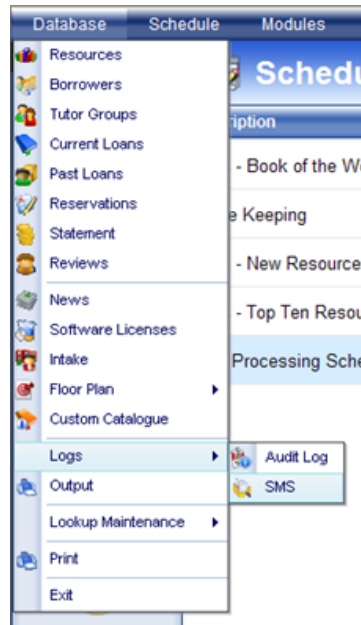 Database Schedule Modules
Resources
Borrowers
Tutor Groups
Current Loans
Past Loans
Reservations
Statement
Reviews
News
Software Licenses
Intake
Floor Plan
Custom Catalogue
Logs
Output
Lookup Maintenance
Print
Exit
Audit Log
SMS
Schedu
iption
- Book of the We
e Keeping
- New Resource
- Top Ten Resou
Processing Sche